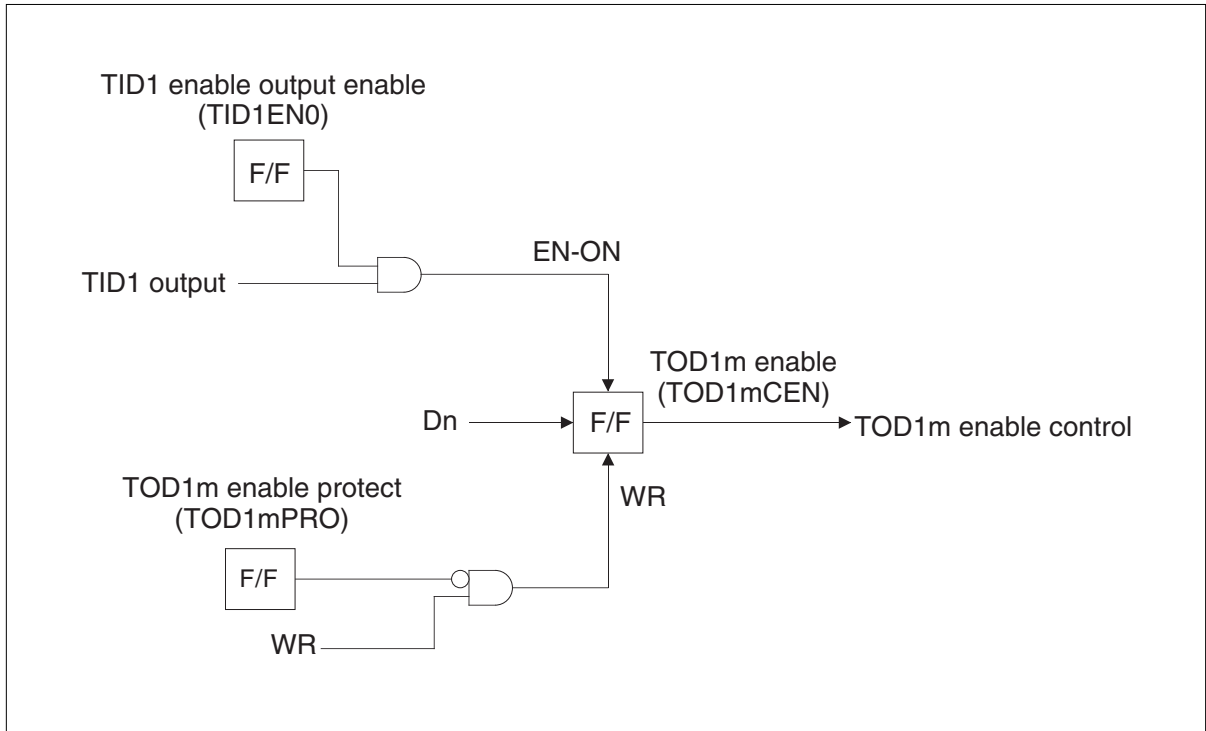 TID1 enable output enable
(TID1EN0)
F/F
EN-ON
TID1 output
TOD1m enable
(TOD1mCEN)
Dn
F/F
TOD1m enable control
TOD1m enable protect
(TOD1mPRO)
WR
F/F
WR